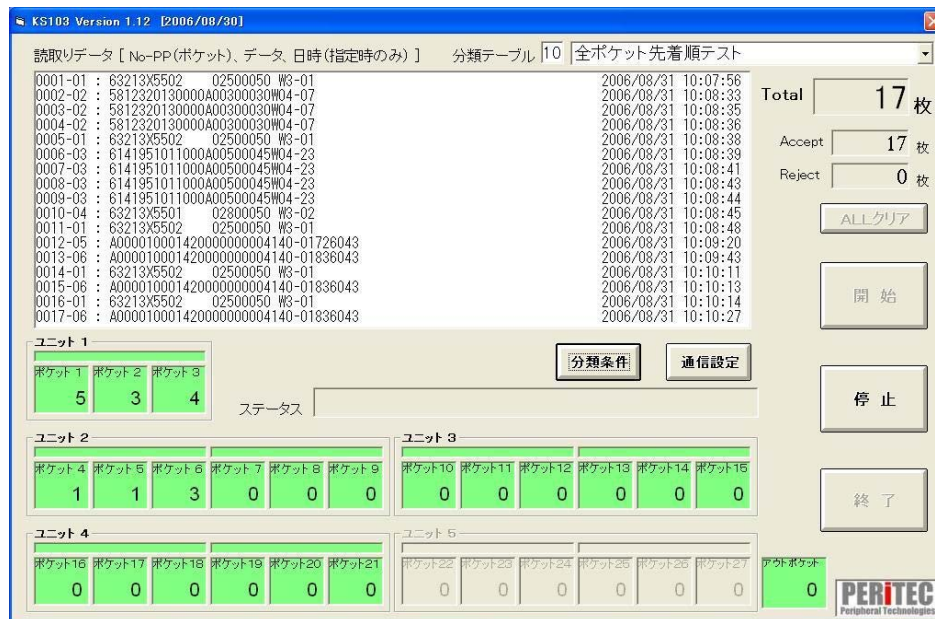 KS103 Version 1.12 [2006/08/30]
読取りデータ [ No-PP(ポケット)、データ、日時(指定時のみ) ] 分類テーブル 10 全ポケット先着順テスト
0001-01 : 63213X5502 02500050 W3-01 2006/08/31 10:07:56
0002-02 : 5812320130000A00300030W04-07 2006/08/31 10:08:33
0003-02 : 5812320130000A00300030W04-07 2006/08/31 10:08:35
0004-02 : 5812320130000A00300030W04-07 2006/08/31 10:08:36
0005-01 : 63213X5502 02500050 W3-01 2006/08/31 10:08:38
0006-03 : 6141951011000A00500045W04-23 2006/08/31 10:08:39
0007-03 : 6141951011000A00500045W04-23 2006/08/31 10:08:41
0008-03 : 6141951011000A00500045W04-23 2006/08/31 10:08:43
0009-03 : 6141951011000A00500045W04-23 2006/08/31 10:08:44
0010-04 : 63213X5501 02800050 W3-02 2006/08/31 10:08:45
0011-01 : 63213X5502 02500050 W3-01 2006/08/31 10:08:48
0012-05 : A0000100014200000000004140-01726043 2006/08/31 10:09:20
0013-06 : A0000100014200000000004140-01836043 2006/08/31 10:09:43
0014-01 : 63213X5502 02500050 W3-01 2006/08/31 10:10:11
0015-06 : A0000100014200000000004140-01836043 2006/08/31 10:10:13
0016-01 : 63213X5502 02500050 W3-01 2006/08/31 10:10:14
0017-06 : A0000100014200000000004140-01836043 2006/08/31 10:10:27
Total 17 枚
Accept 17 枚
Reject 0 枚
ALLクリア
開 始
停 止
終 了
ユニット 1
ポケット 1 ポケット 2 ポケット 3
5 3 4
分類条件 通信設定
ステータス
ユニット 2
ポケット 4 ポケット 5 ポケット 6 ポケット 7 ポケット 8 ポケット 9
1 1 3 0 0 0
ユニット 3
ポケット10 ポケット11 ポケット12 ポケット13 ポケット14 ポケット15
0 0 0 0 0 0
ユニット 4
ポケット16 ポケット17 ポケット18 ポケット19 ポケット20 ポケット21
0 0 0 0 0 0
ユニット 5
ポケット22 ポケット23 ポケット24 ポケット25 ポケット26 ポケット27
0 0 0 0 0 0
アウトポケット
0
PERiTEC
Peripheral Technologies